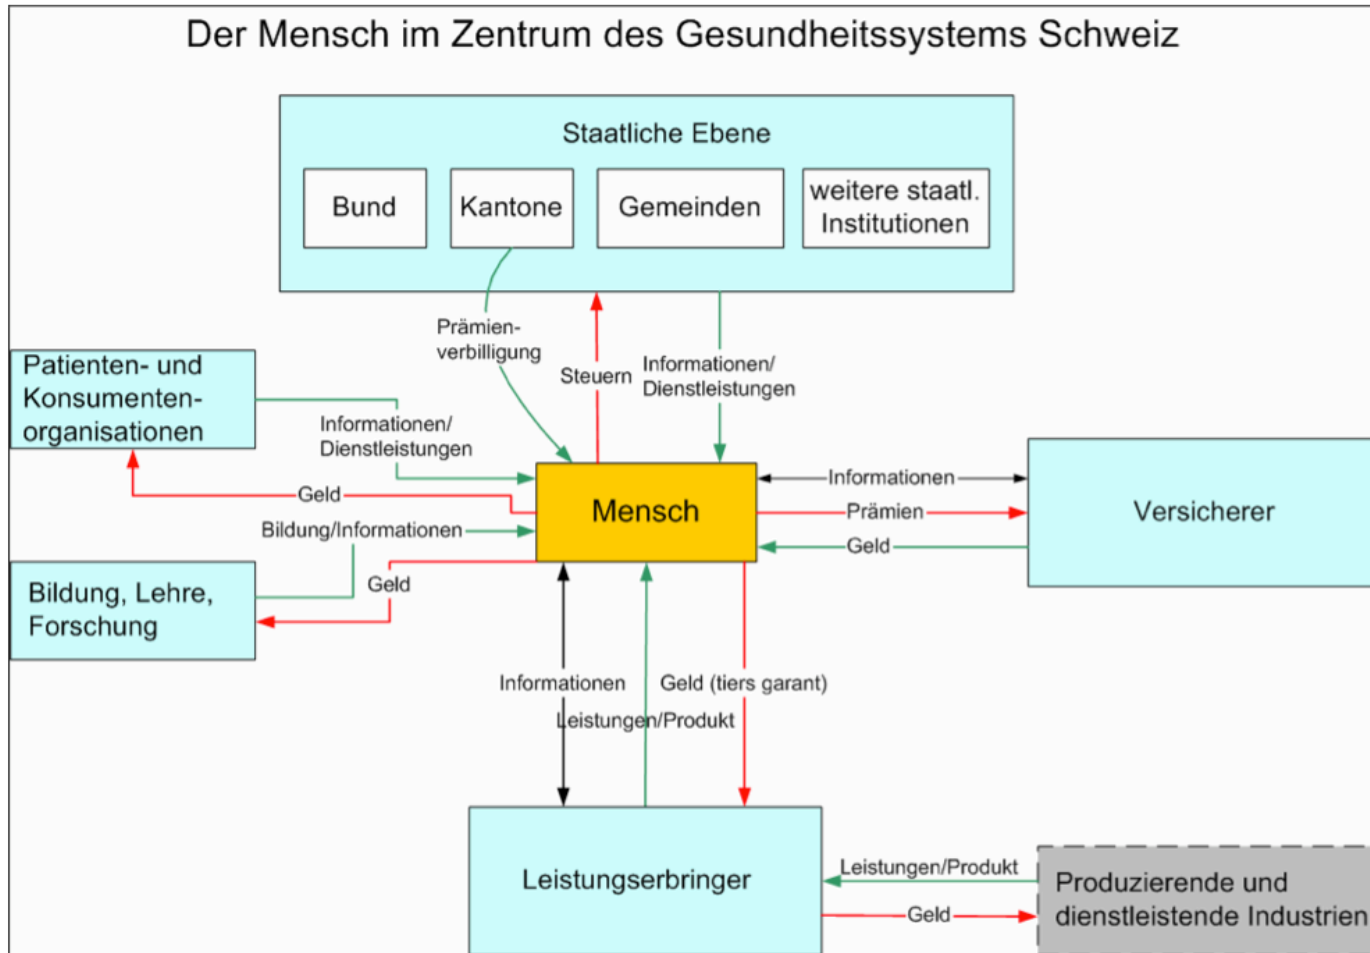 Der Mensch im Zentrum des Gesundheitssystems Schweiz
Staatliche Ebene
Bund
Kantone
Gemeinden
weitere staatl.
Institutionen
Prämien-
verbilligung
Steuern
Informationen/
Dienstleistungen
Patienten- und
Konsumenten-
organisationen
Informationen/
Dienstleistungen
Geld
Mensch
Informationen
Prämien
Geld
Versicherer
Bildung/Informationen
Geld
Bildung, Lehre,
Forschung
Informationen
Geld (tiers garant)
Leistungen/Produkt
Leistungserbringer
Leistungen/Produkt
Geld
Produzierende und
dienstleistende Industrien